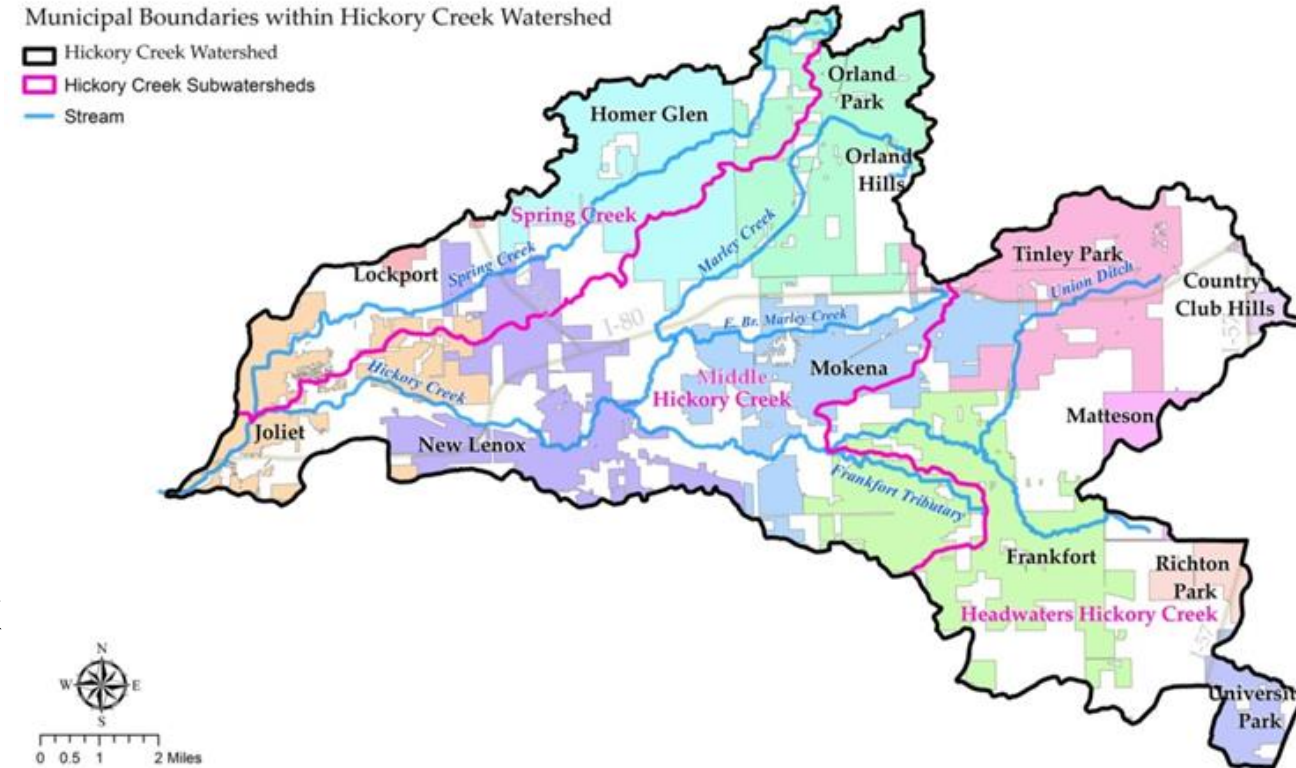 Municipal Boundaries within Hickory Creek Watershed
Hickory Creek Watershed
Hickory Creek Subwatersheds
Stream
Orland
Park
Homer Glen
Orland
Hills
Spring Creek
Marley Creek
Tinley Park
Lockport
Spring Creek
Union Ditch
Country
Club Hills
I-80
E. Br. Marley Creek
I-57
Mokena
Middle
Hickory Creek
Hickory Creek
Matteson
Joliet
New Lenox
Frankfort Tributary
Frankfort
Richton
Park
Headwaters Hickory Creek
I-57
Universit
Park
N
W
E
S
0 0.5 1 2 Miles